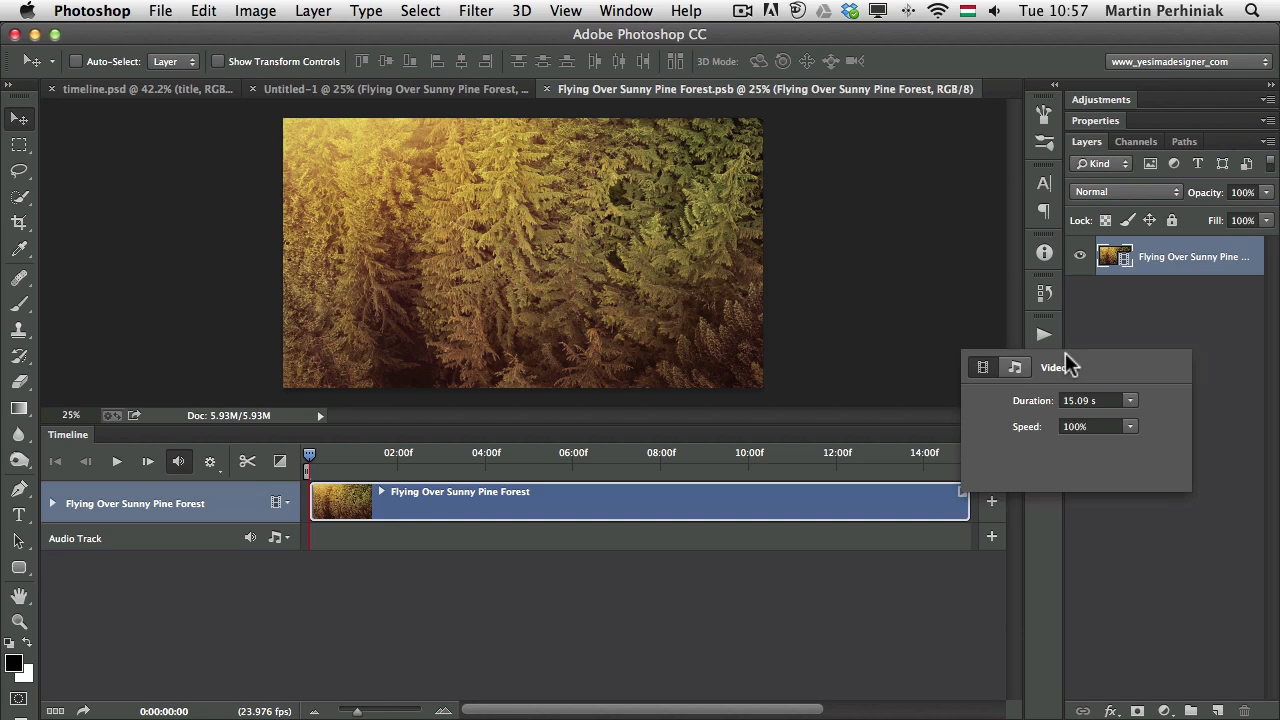 Photoshop File Edit Image Layer Type Select Filter 3D View Window Help Tue 10:57 Martin Perhiniak
Adobe Photoshop CC
Auto-Select: Layer Show Transform Controls 3D Mode: www_yesimadesigner_com
timeline.psd @ 42.2% (title, RGB... Untitled-1 @ 25% (Flying Over Sunny Pine Forest, ... Flying Over Sunny Pine Forest.psb @ 25% (Flying Over Sunny Pine Forest, RGB/8)
Adjustments
Properties
Layers Channels Paths
Kind
Normal Opacity: 100%
Lock: Fill: 100%
Flying Over Sunny Pine ...
Video
Duration: 15.09 s
Speed: 100%
25% Doc: 5.93M/5.93M
Timeline
02:00f 04:00f 06:00f 08:00f 10:00f 12:00f 14:00f
Flying Over Sunny Pine Forest
Flying Over Sunny Pine Forest
Audio Track
0:00:00:00 (23.976 fps)